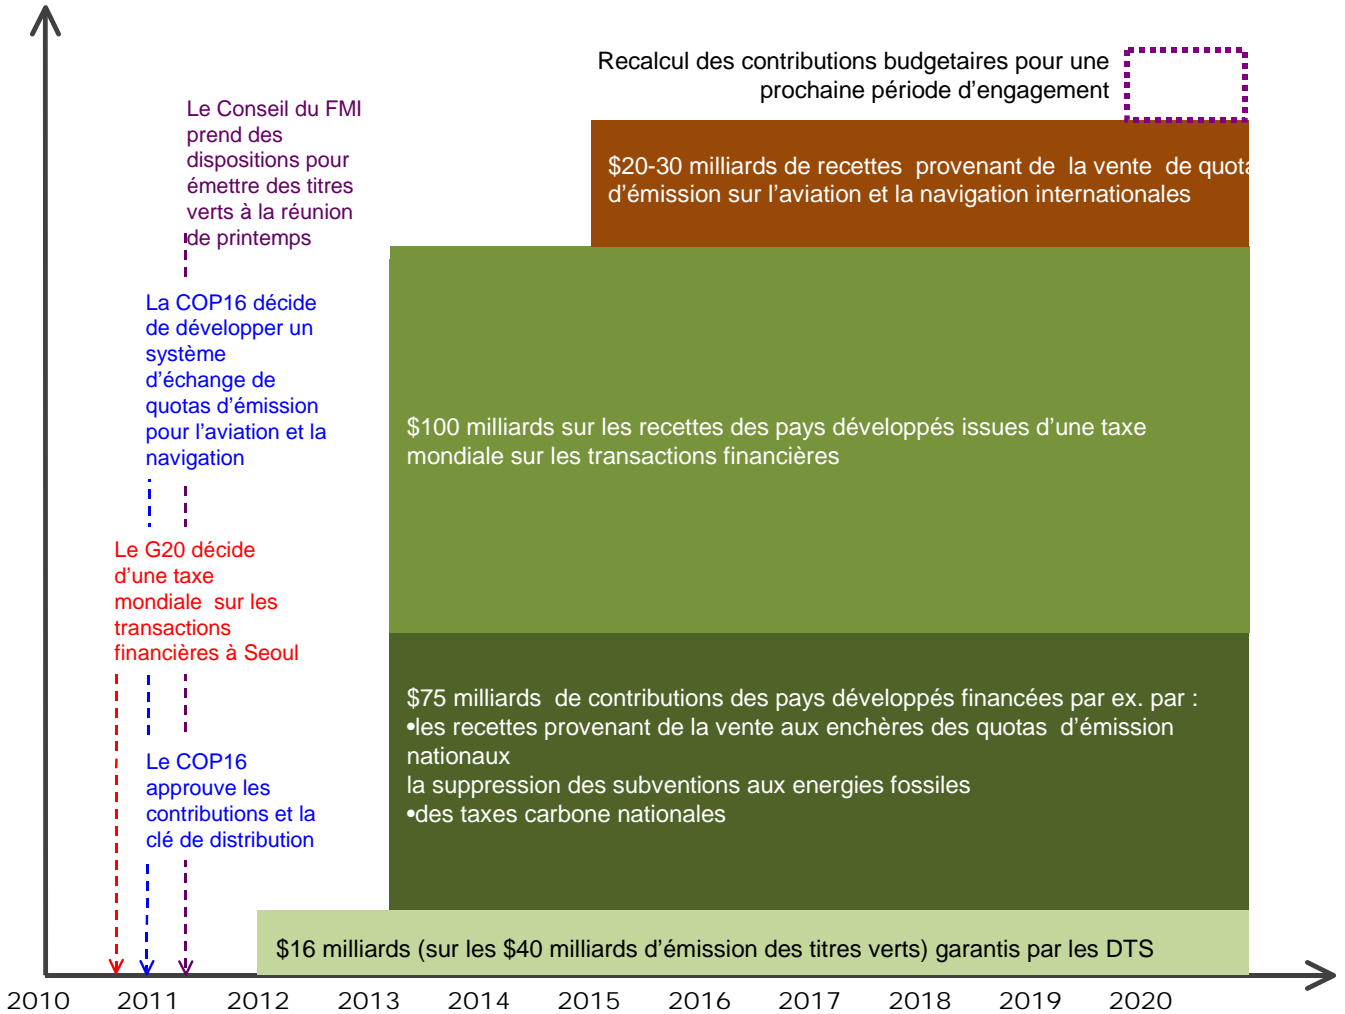 Recalcul des contributions budgetaires pour une
prochaine période d’engagement
Le Conseil du FMI
prend des
dispositions pour
émettre des titres
verts à la réunion
de printemps
$20-30 milliards de recettes provenant de la vente de quota
d’émission sur l’aviation et la navigation internationales
La COP16 décide
de développer un
système
d’échange de
quotas d’émission
pour l’aviation et la
navigation
$100 milliards sur les recettes des pays développés issues d’une taxe
mondiale sur les transactions financières
Le G20 décide
d’une taxe
mondiale sur les
transactions
financières à Seoul
$75 milliards de contributions des pays développés financées par ex. par :
•les recettes provenant de la vente aux enchères des quotas d’émission
nationaux
la suppression des subventions aux energies fossiles
•des taxes carbone nationales
Le COP16
approuve les
contributions et la
clé de distribution
$16 milliards (sur les $40 milliards d’émission des titres verts) garantis par les DTS
2010 2011 2012 2013 2014 2015 2016 2017 2018 2019 2020